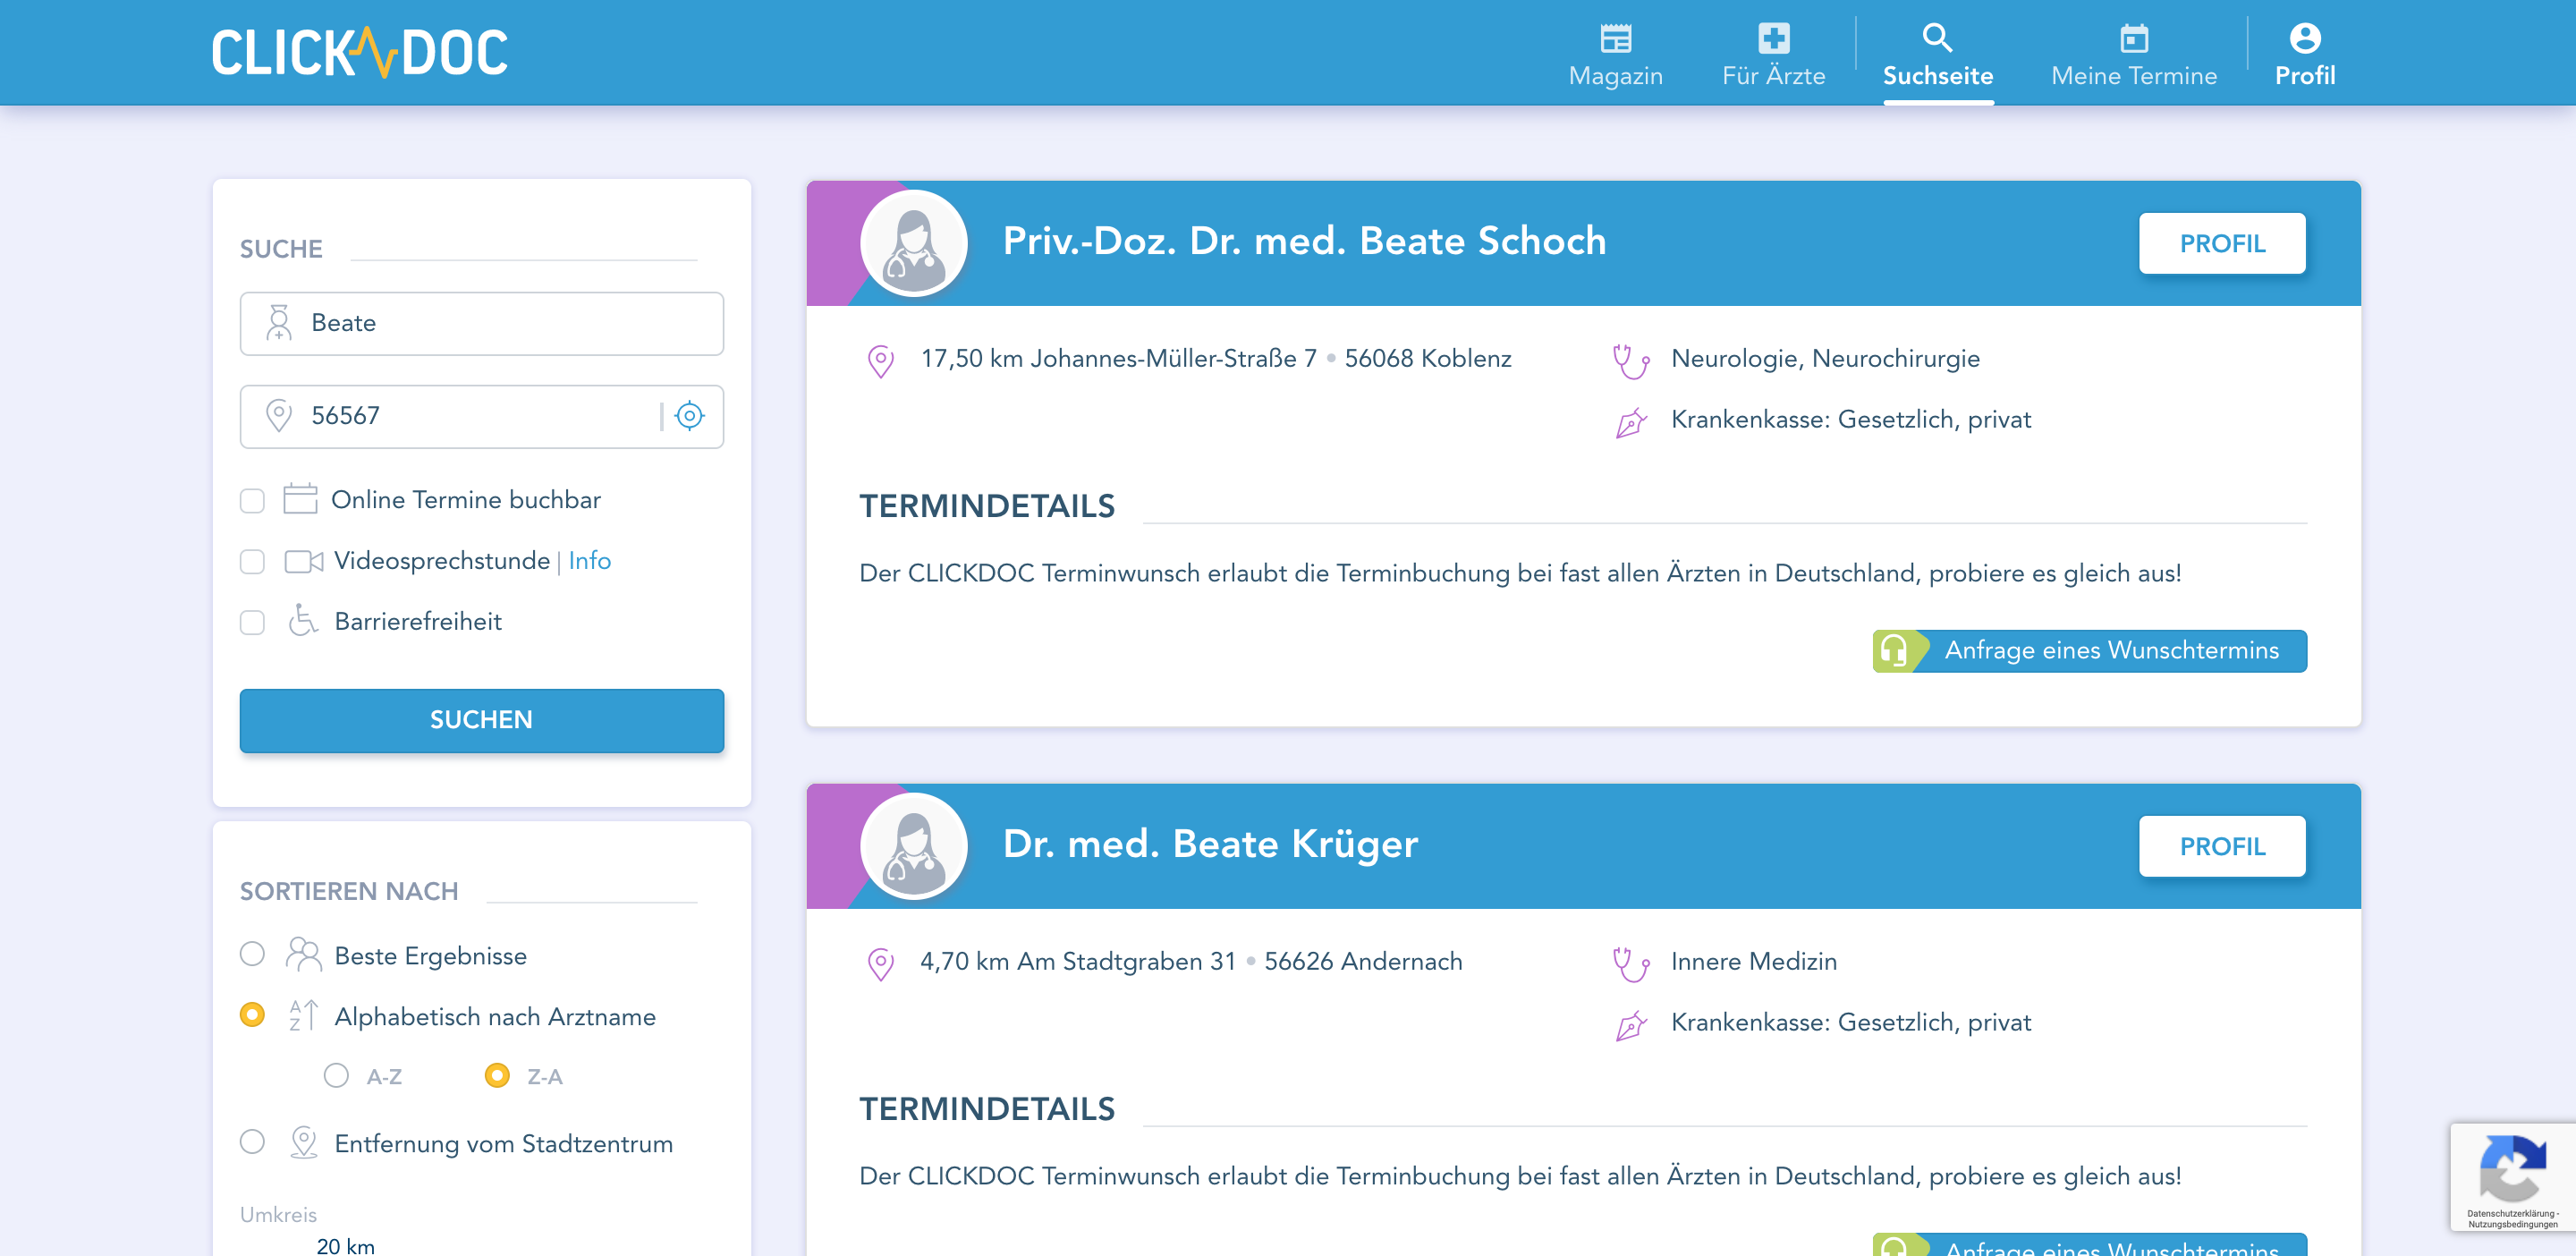 CLICKDOC
Magazin
Für Ärzte
Suchseite
Meine Termine
Profil
SUCHE
Beate
56567
Online Termine buchbar
Videosprechstunde | Info
Barrierefreiheit
SUCHEN
SORTIEREN NACH
Beste Ergebnisse
A Z Alphabetisch nach Arztname
A-Z Z-A
Entfernung vom Stadtzentrum
Umkreis
20 km
Priv.-Doz. Dr. med. Beate Schoch
PROFIL
17,50 km Johannes-Müller-Straße 7 • 56068 Koblenz
Neurologie, Neurochirurgie
Krankenkasse: Gesetzlich, privat
TERMINDETAILS
Der CLICKDOC Terminwunsch erlaubt die Terminbuchung bei fast allen Ärzten in Deutschland, probiere es gleich aus!
Anfrage eines Wunschtermins
Dr. med. Beate Krüger
PROFIL
4,70 km Am Stadtgraben 31 • 56626 Andernach
Innere Medizin
Krankenkasse: Gesetzlich, privat
TERMINDETAILS
Der CLICKDOC Terminwunsch erlaubt die Terminbuchung bei fast allen Ärzten in Deutschland, probiere es gleich aus!
Anfrage eines Wunschtermins
Datenschutzerklärung -
Nutzungsbedingungen